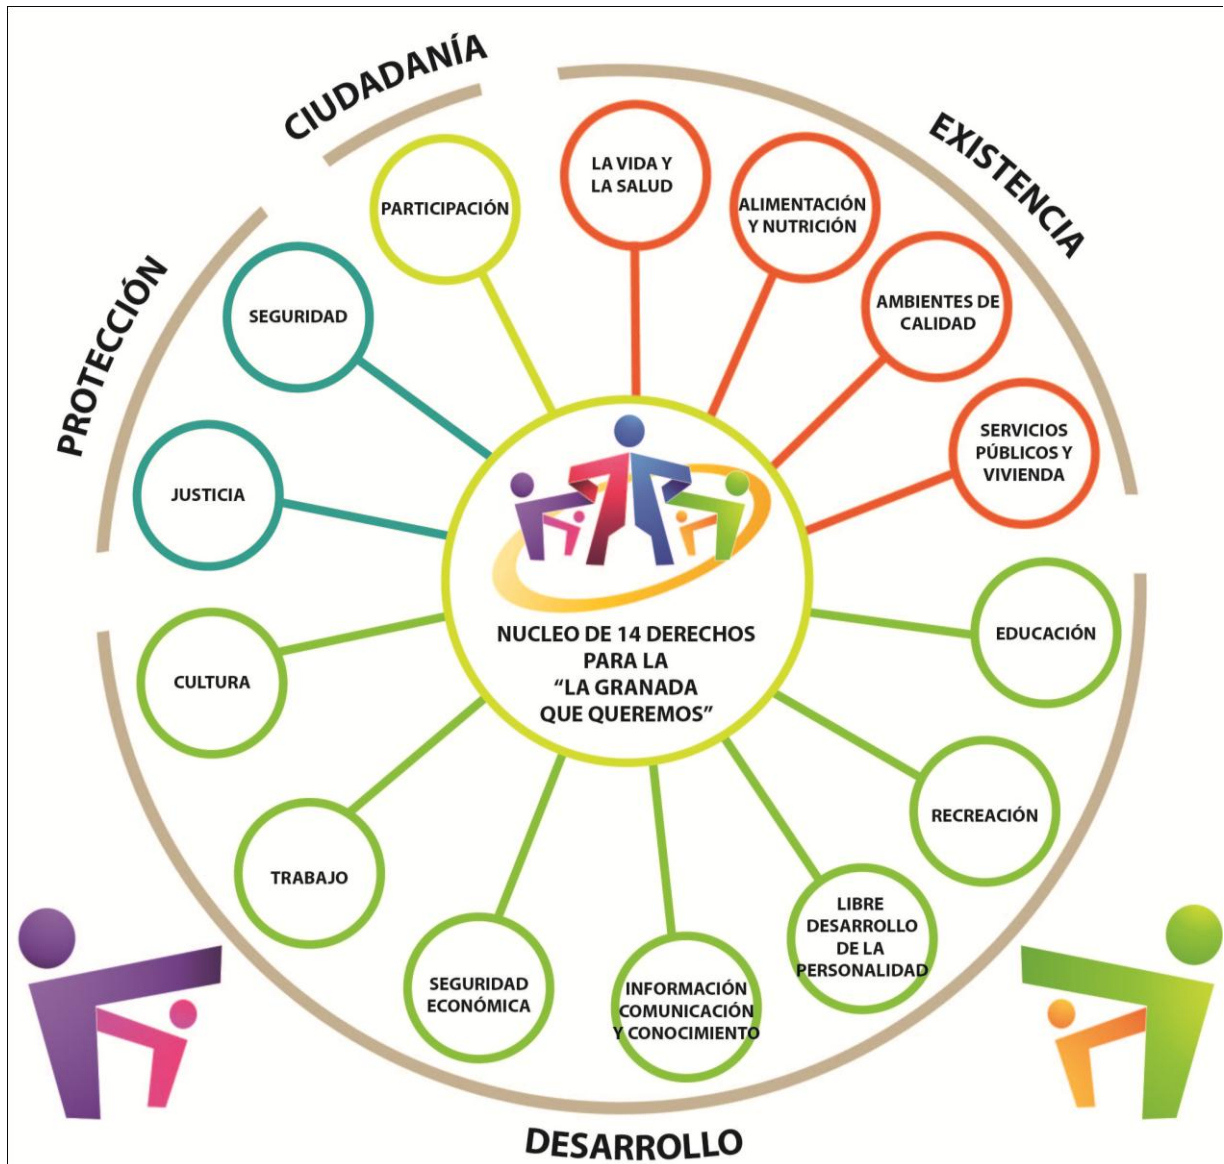 CIUDADANÍA
EXISTENCIA
PROTECCIÓN
DESARROLLO
LA VIDA Y
LA SALUD
ALIMENTACIÓN
Y NUTRICIÓN
AMBIENTES DE
CALIDAD
SERVICIOS
PÚBLICOS Y
VIVIENDA
EDUCACIÓN
RECREACIÓN
LIBRE
DESARROLLO
DE LA
PERSONALIDAD
INFORMACIÓN
COMUNICACIÓN
Y CONOCIMIENTO
SEGURIDAD
ECONÓMICA
TRABAJO
CULTURA
JUSTICIA
SEGURIDAD
PARTICIPACIÓN
NUCLEO DE 14 DERECHOS
PARA LA
“LA GRANADA
QUE QUEREMOS”